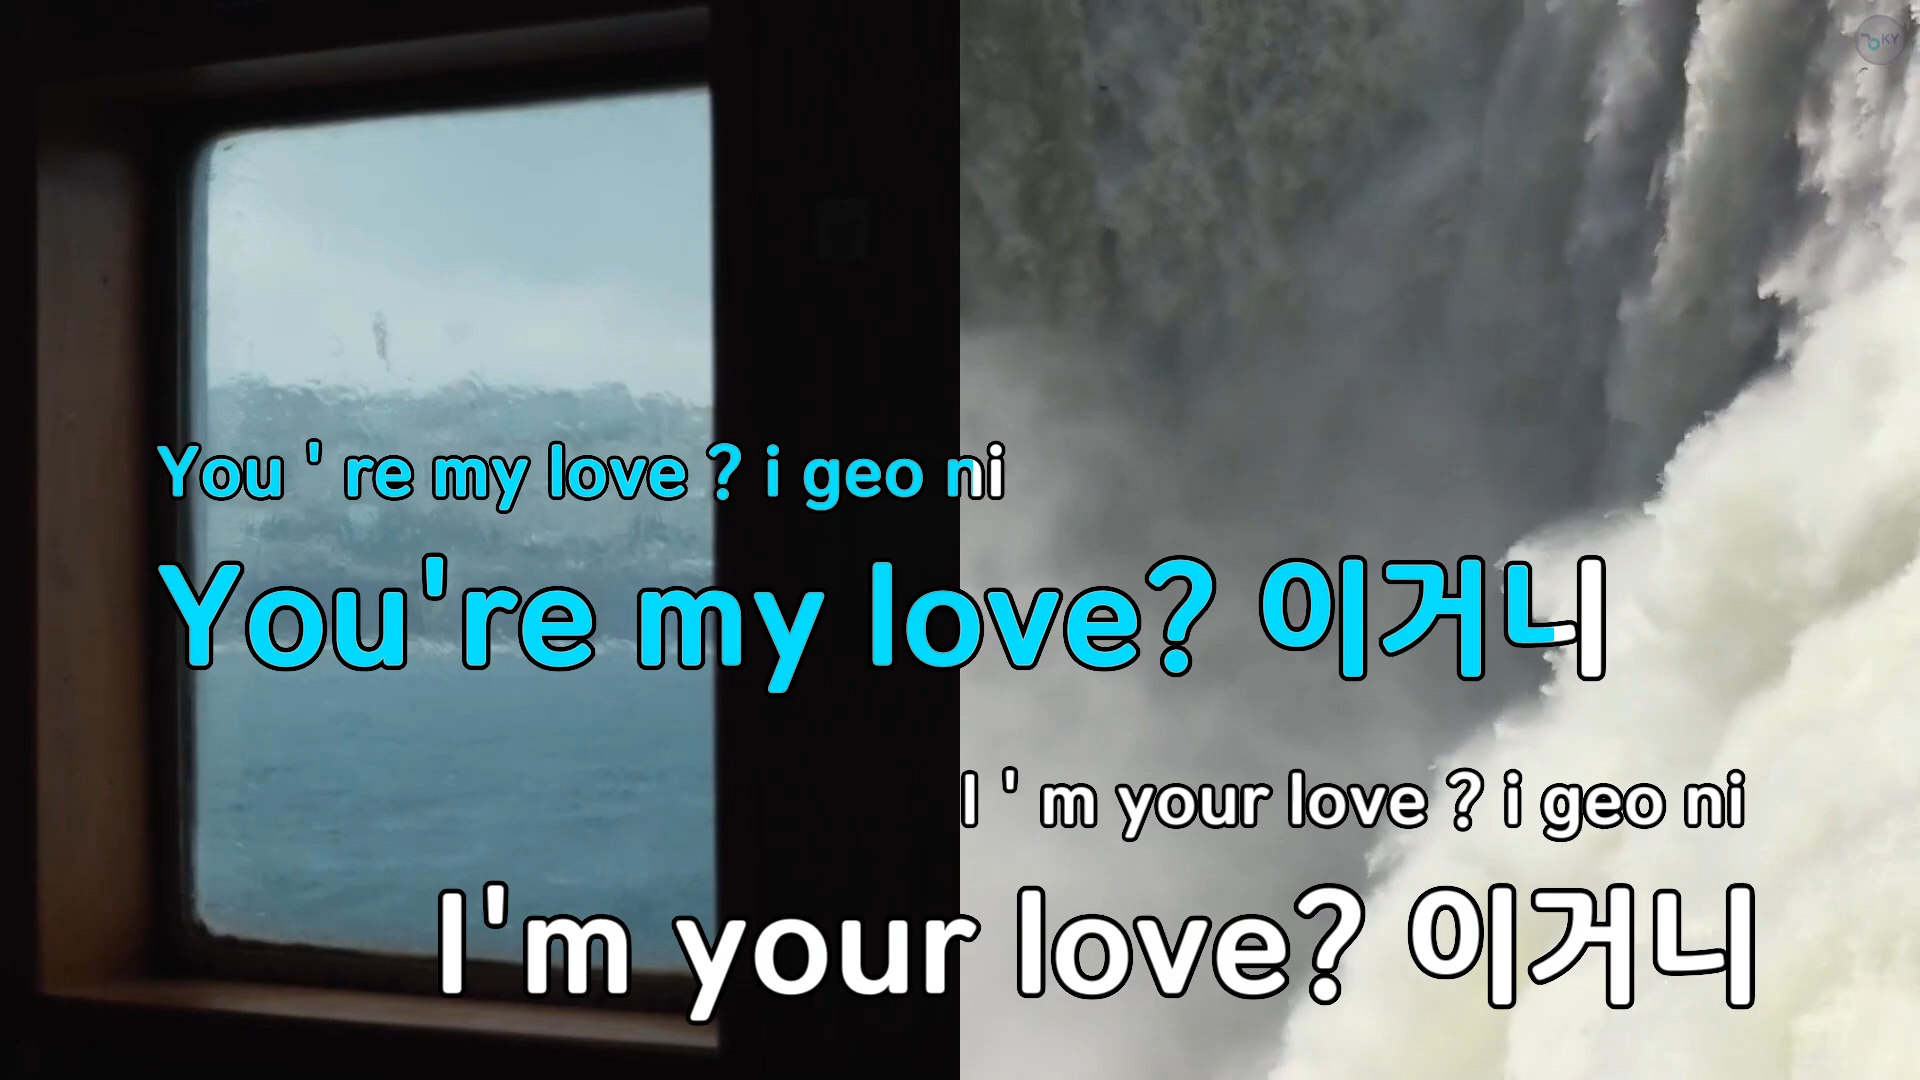 KY
You ' re my love ? i geo ni
You're my love? 이거니
I ' m your love ? i geo ni
I'm your love? 이거니